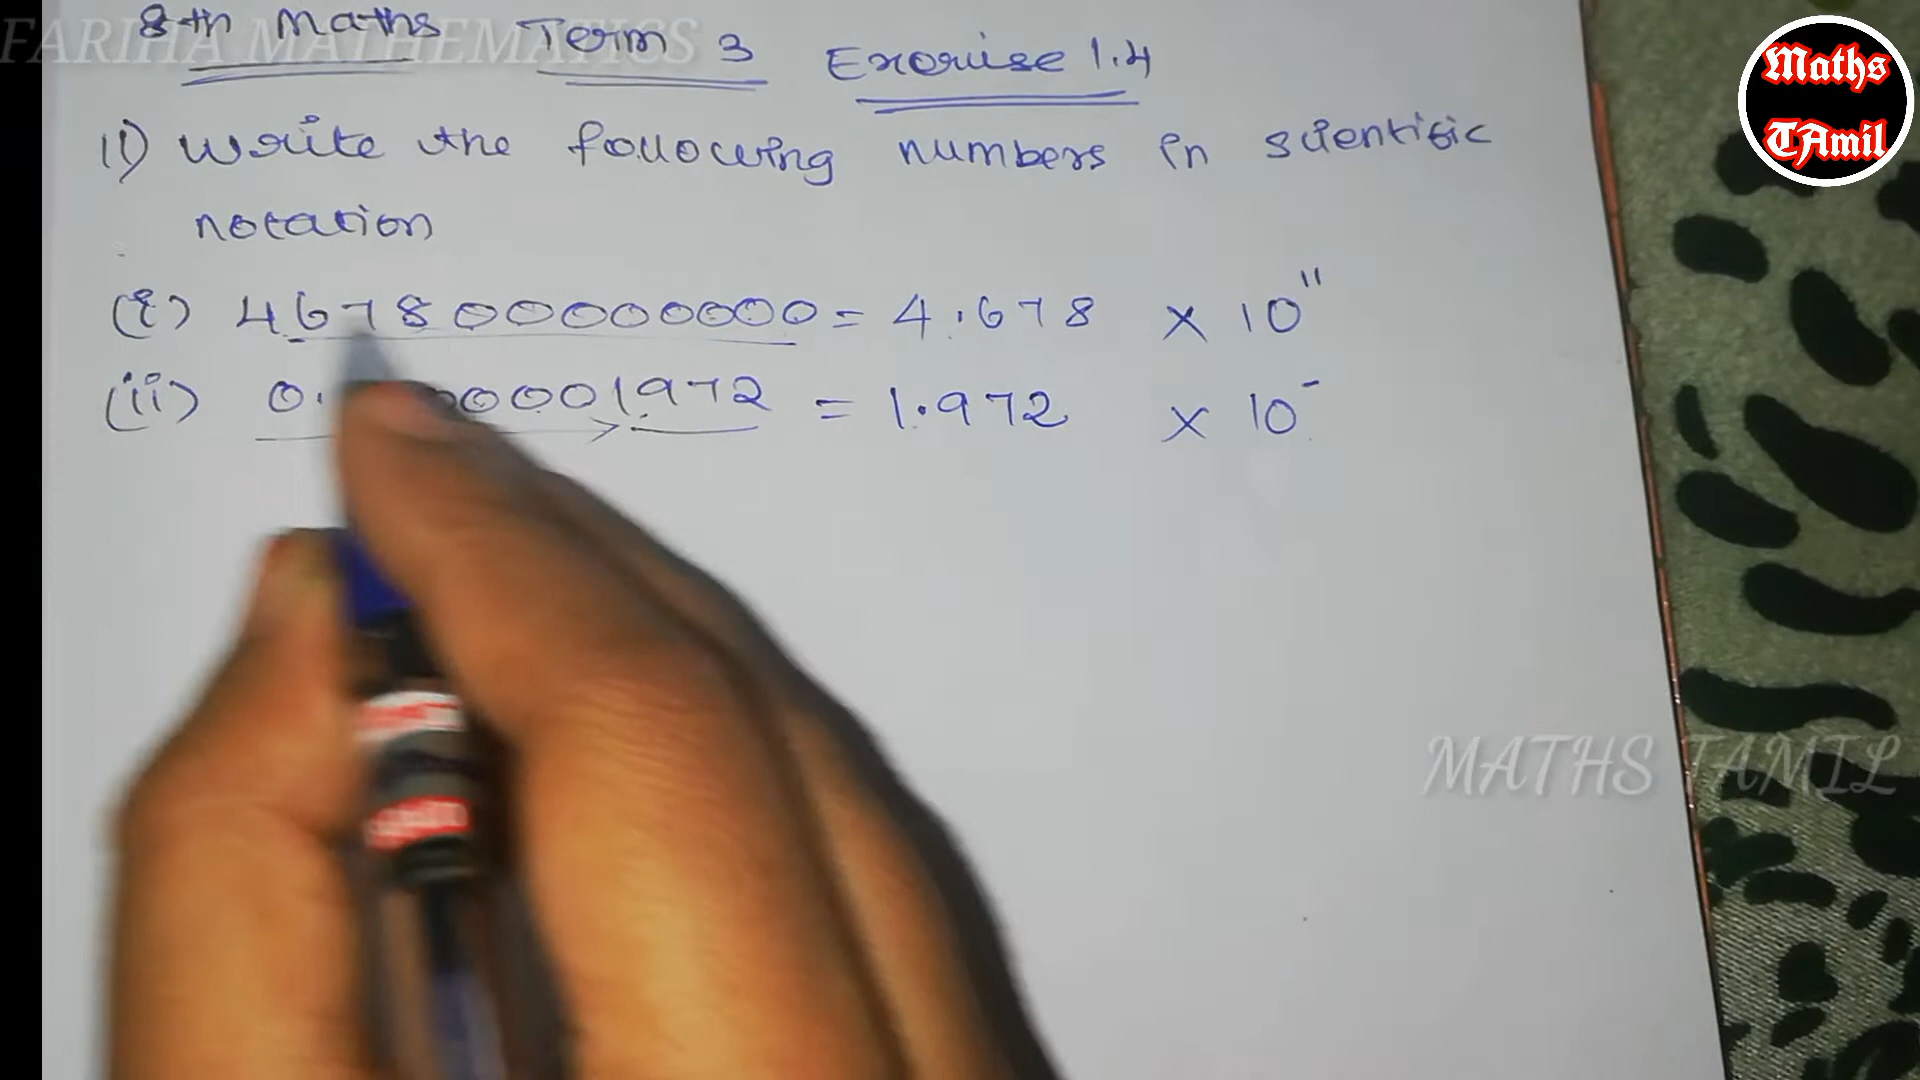 FARIHA MATHEMATICS
8th Maths Term 3 Exercise 1.4
Maths
TAmil
11) Write the following numbers in scientific
notation
(i) 467800000000 = 4.678 × 10¹¹
(ii) = 1.972 × 10⁻
MATHS TAMIL